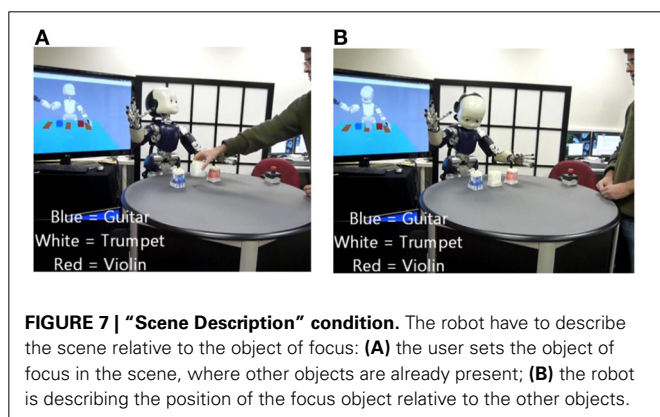 A
B
Blue = Guitar
White = Trumpet
Red = Violin
Blue = Guitar
White = Trumpet
Red = Violin
FIGURE 7 | “Scene Description” condition. The robot have to describe
the scene relative to the object of focus: (A) the user sets the object of
focus in the scene, where other objects are already present; (B) the robot
is describing the position of the focus object relative to the other objects.